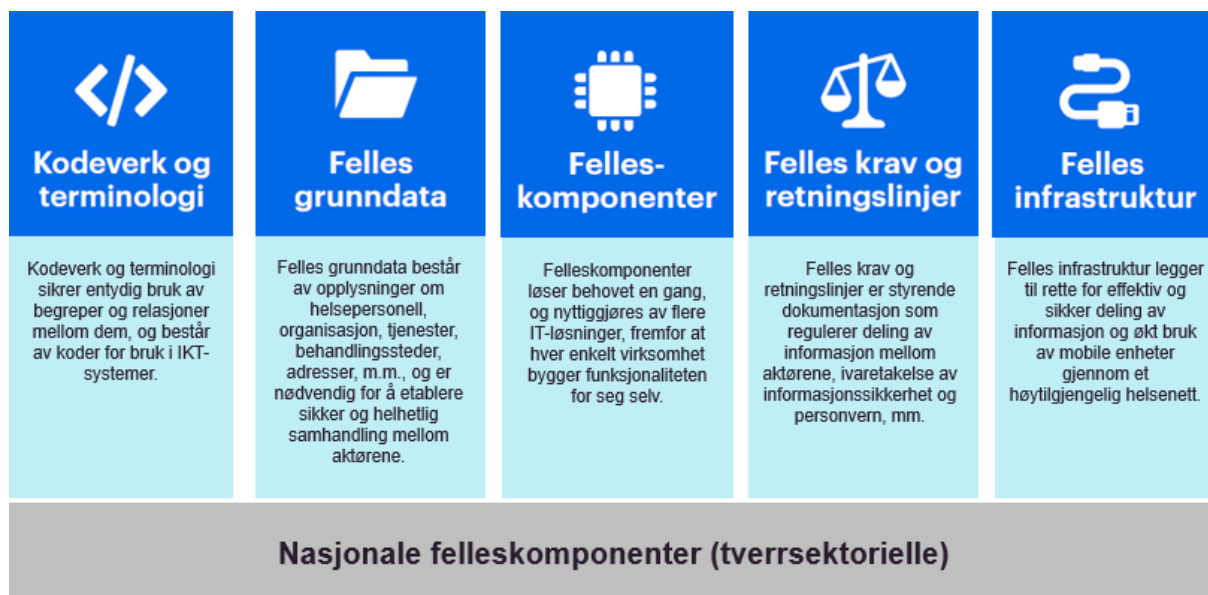 Kodeverk og
terminologi
Kodeverk og terminologi
sikrer entydig bruk av
begreper og relasjoner
mellom dem, og består
av koder for bruk i IKT-
systemer.
Felles
grunndata
Felles grunndata består
av opplysninger om
helsepersonell,
organisasjon, tjenester,
behandlingssteder,
adresser, m.m., og er
nødvendig for å etablere
sikker og helhetlig
samhandling mellom
aktørene.
Felles-
komponenter
Felleskomponenter
løser behovet en gang,
og nyttiggjøres av flere
IT-løsninger, fremfor at
hver enkelt virksomhet
bygger funksjonaliteten
for seg selv.
Felles krav og
retningslinjer
Felles krav og
retningslinjer er styrende
dokumentasjon som
regulerer deling av
informasjon mellom
aktørene, ivaretakelse av
informasjonssikkerhet og
personvern, mm.
Felles
infrastruktur
Felles infrastruktur legger
til rette for effektiv og
sikker deling av
informasjon og økt bruk
av mobile enheter
gjennom et
høytilgjengelig helsenett.
Nasjonale felleskomponenter (tverrsektorielle)